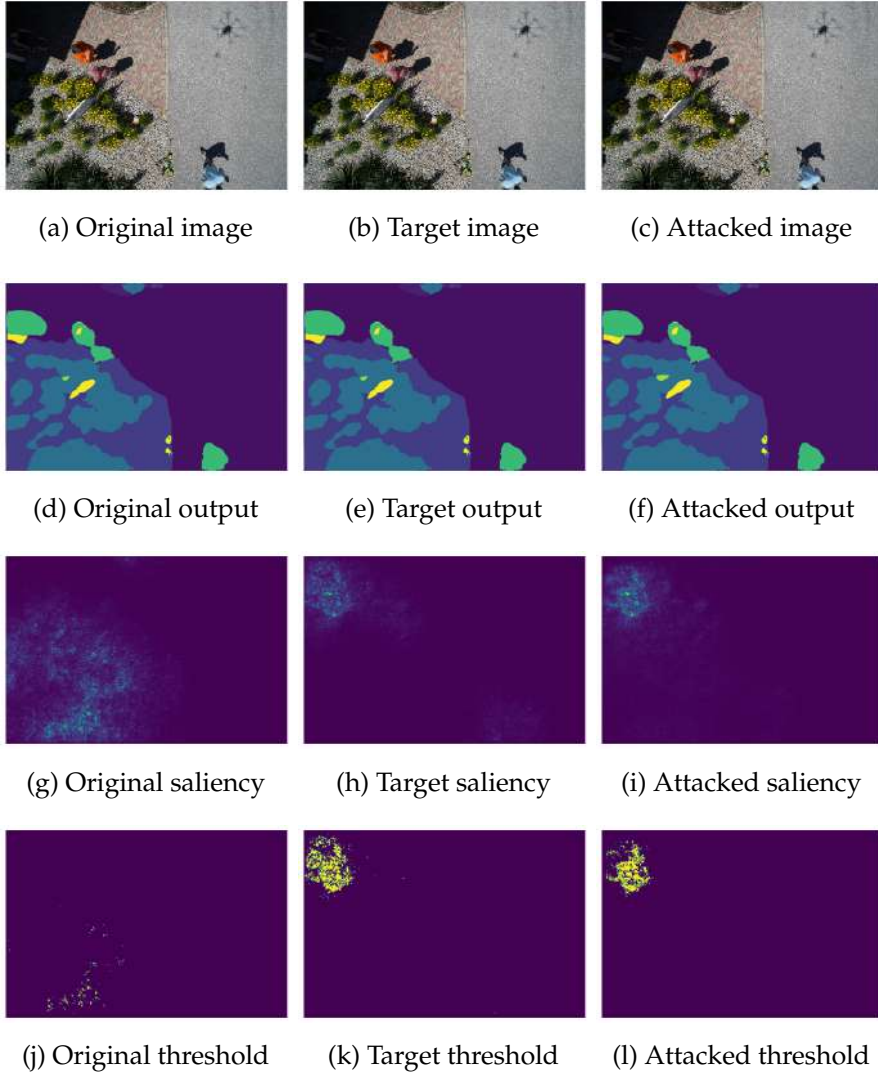 (a) Original image
(b) Target image
(c) Attacked image
(d) Original output
(e) Target output
(f) Attacked output
(g) Original saliency
(h) Target saliency
(i) Attacked saliency
(j) Original threshold
(k) Target threshold
(l) Attacked threshold